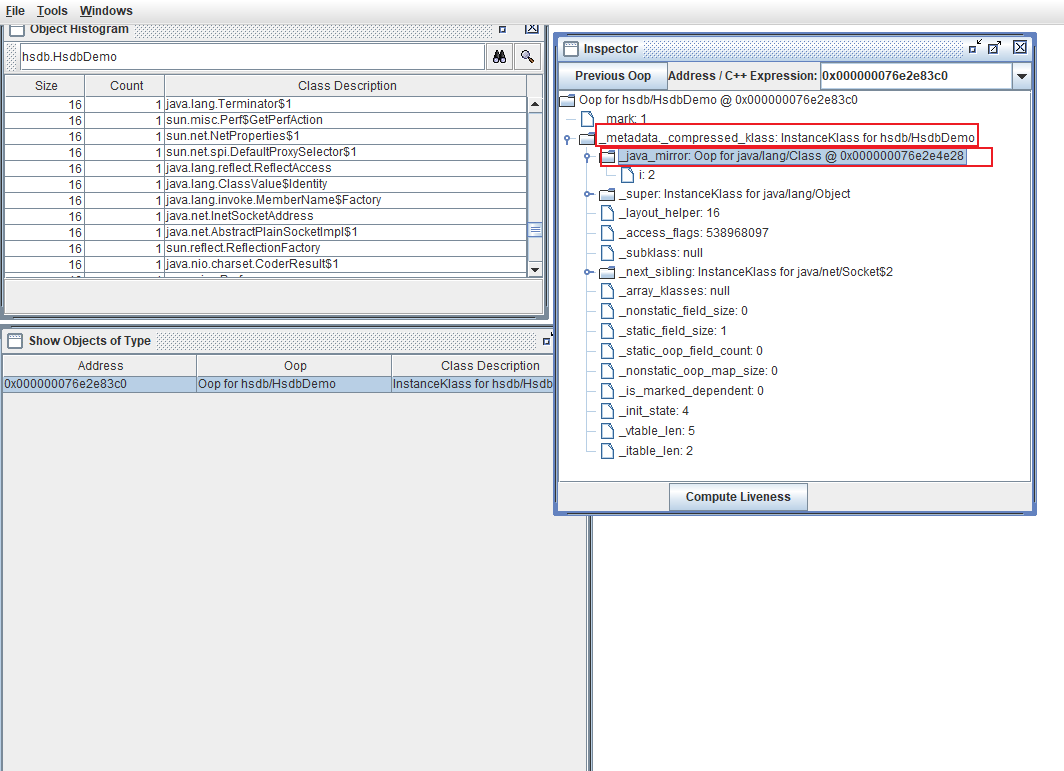 File Tools Windows
Object Histogram
hsdb.HsdbDemo
Size Count Class Description
16 1 java.lang.Terminator$1
16 1 sun.misc.Perf$GetPerfAction
16 1 sun.net.NetProperties$1
16 1 sun.net.spi.DefaultProxySelector$1
16 1 java.lang.reflect.ReflectAccess
16 1 java.lang.ClassValue$Identity
16 1 java.lang.invoke.MemberName$Factory
16 1 java.net.InetSocketAddress
16 1 java.net.AbstractPlainSocketImpl$1
16 1 sun.reflect.ReflectionFactory
16 1 java.nio.charset.CoderResult$1
Show Objects of Type
Address Oop Class Description
0x000000076e2e83c0 Oop for hsdb/HsdbDemo InstanceKlass for hsdb/Hsdb
Inspector
Previous Oop Address / C++ Expression: 0x000000076e2e83c0
Oop for hsdb/HsdbDemo @ 0x000000076e2e83c0
_mark: 1
_metadata._compressed_klass: InstanceKlass for hsdb/HsdbDemo
_java_mirror: Oop for java/lang/Class @ 0x000000076e2e4e28
i: 2
_super: InstanceKlass for java/lang/Object
_layout_helper: 16
_access_flags: 538968097
_subklass: null
_next_sibling: InstanceKlass for java/net/Socket$2
_array_klasses: null
_nonstatic_field_size: 0
_static_field_size: 1
_static_oop_field_count: 0
_nonstatic_oop_map_size: 0
_is_marked_dependent: 0
_init_state: 4
_vtable_len: 5
_itable_len: 2
Compute Liveness